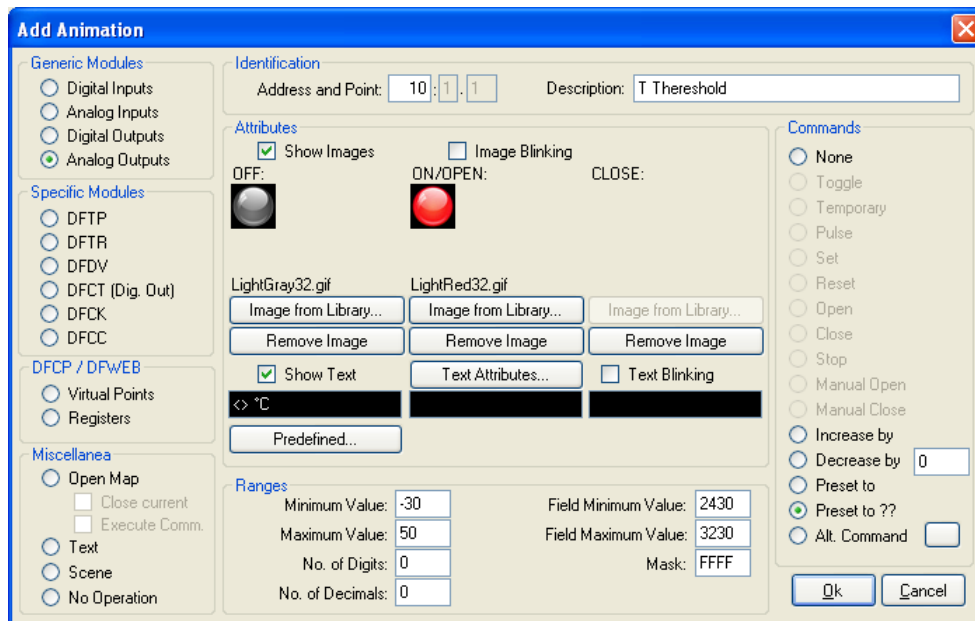 Add Animation
Generic Modules
Digital Inputs
Analog Inputs
Digital Outputs
Analog Outputs
Specific Modules
DFTP
DFTR
DFDV
DFCT (Dig. Out)
DFCK
DFCC
DFCP / DFWEB
Virtual Points
Registers
Miscellanea
Open Map
Close current
Execute Comm.
Text
Scene
No Operation
Identification
Address and Point: 10 : 1 . 1 Description: T Thereshold
Attributes
Show Images Image Blinking
OFF: ON/OPEN: CLOSE:
LightGray32.gif LightRed32.gif
Image from Library... Image from Library... Image from Library...
Remove Image Remove Image Remove Image
Show Text Text Attributes... Text Blinking
<> °C
Predefined...
Ranges
Minimum Value: -30 Field Minimum Value: 2430
Maximum Value: 50 Field Maximum Value: 3230
No. of Digits: 0 Mask: FFFF
No. of Decimals: 0
Commands
None
Toggle
Temporary
Pulse
Set
Reset
Open
Close
Stop
Manual Open
Manual Close
Increase by
Decrease by 0
Preset to
Preset to ??
Alt. Command
Ok Cancel